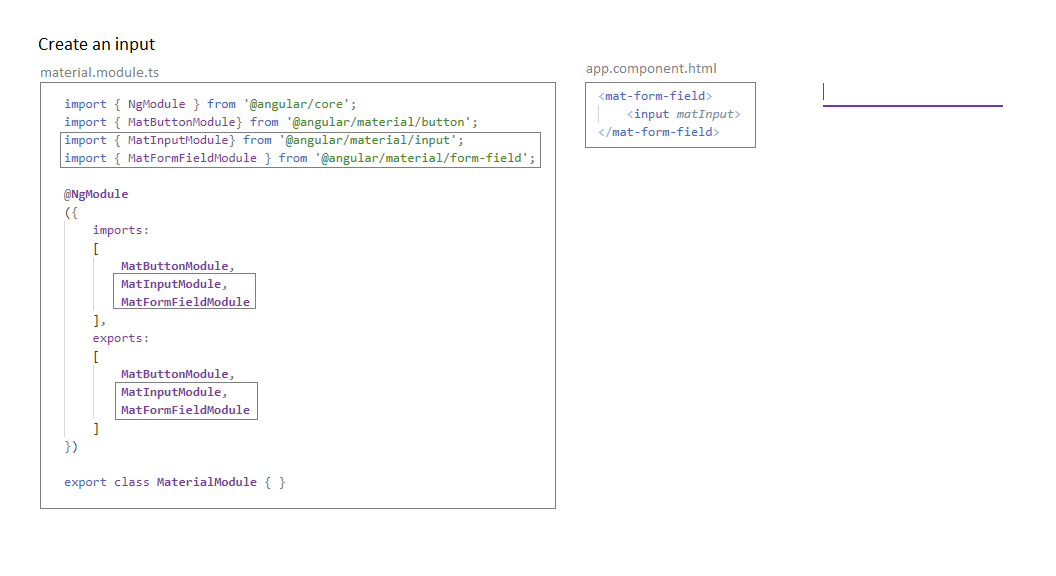 Create an input
material.module.ts
import { NgModule } from '@angular/core';
import { MatButtonModule} from '@angular/material/button';
import { MatInputModule} from '@angular/material/input';
import { MatFormFieldModule } from '@angular/material/form-field';
@NgModule
({
imports:
[
MatButtonModule,
MatInputModule,
MatFormFieldModule
],
exports:
[
MatButtonModule,
MatInputModule,
MatFormFieldModule
]
})
export class MaterialModule { }
app.component.html
<mat-form-field>
<input matInput>
</mat-form-field>